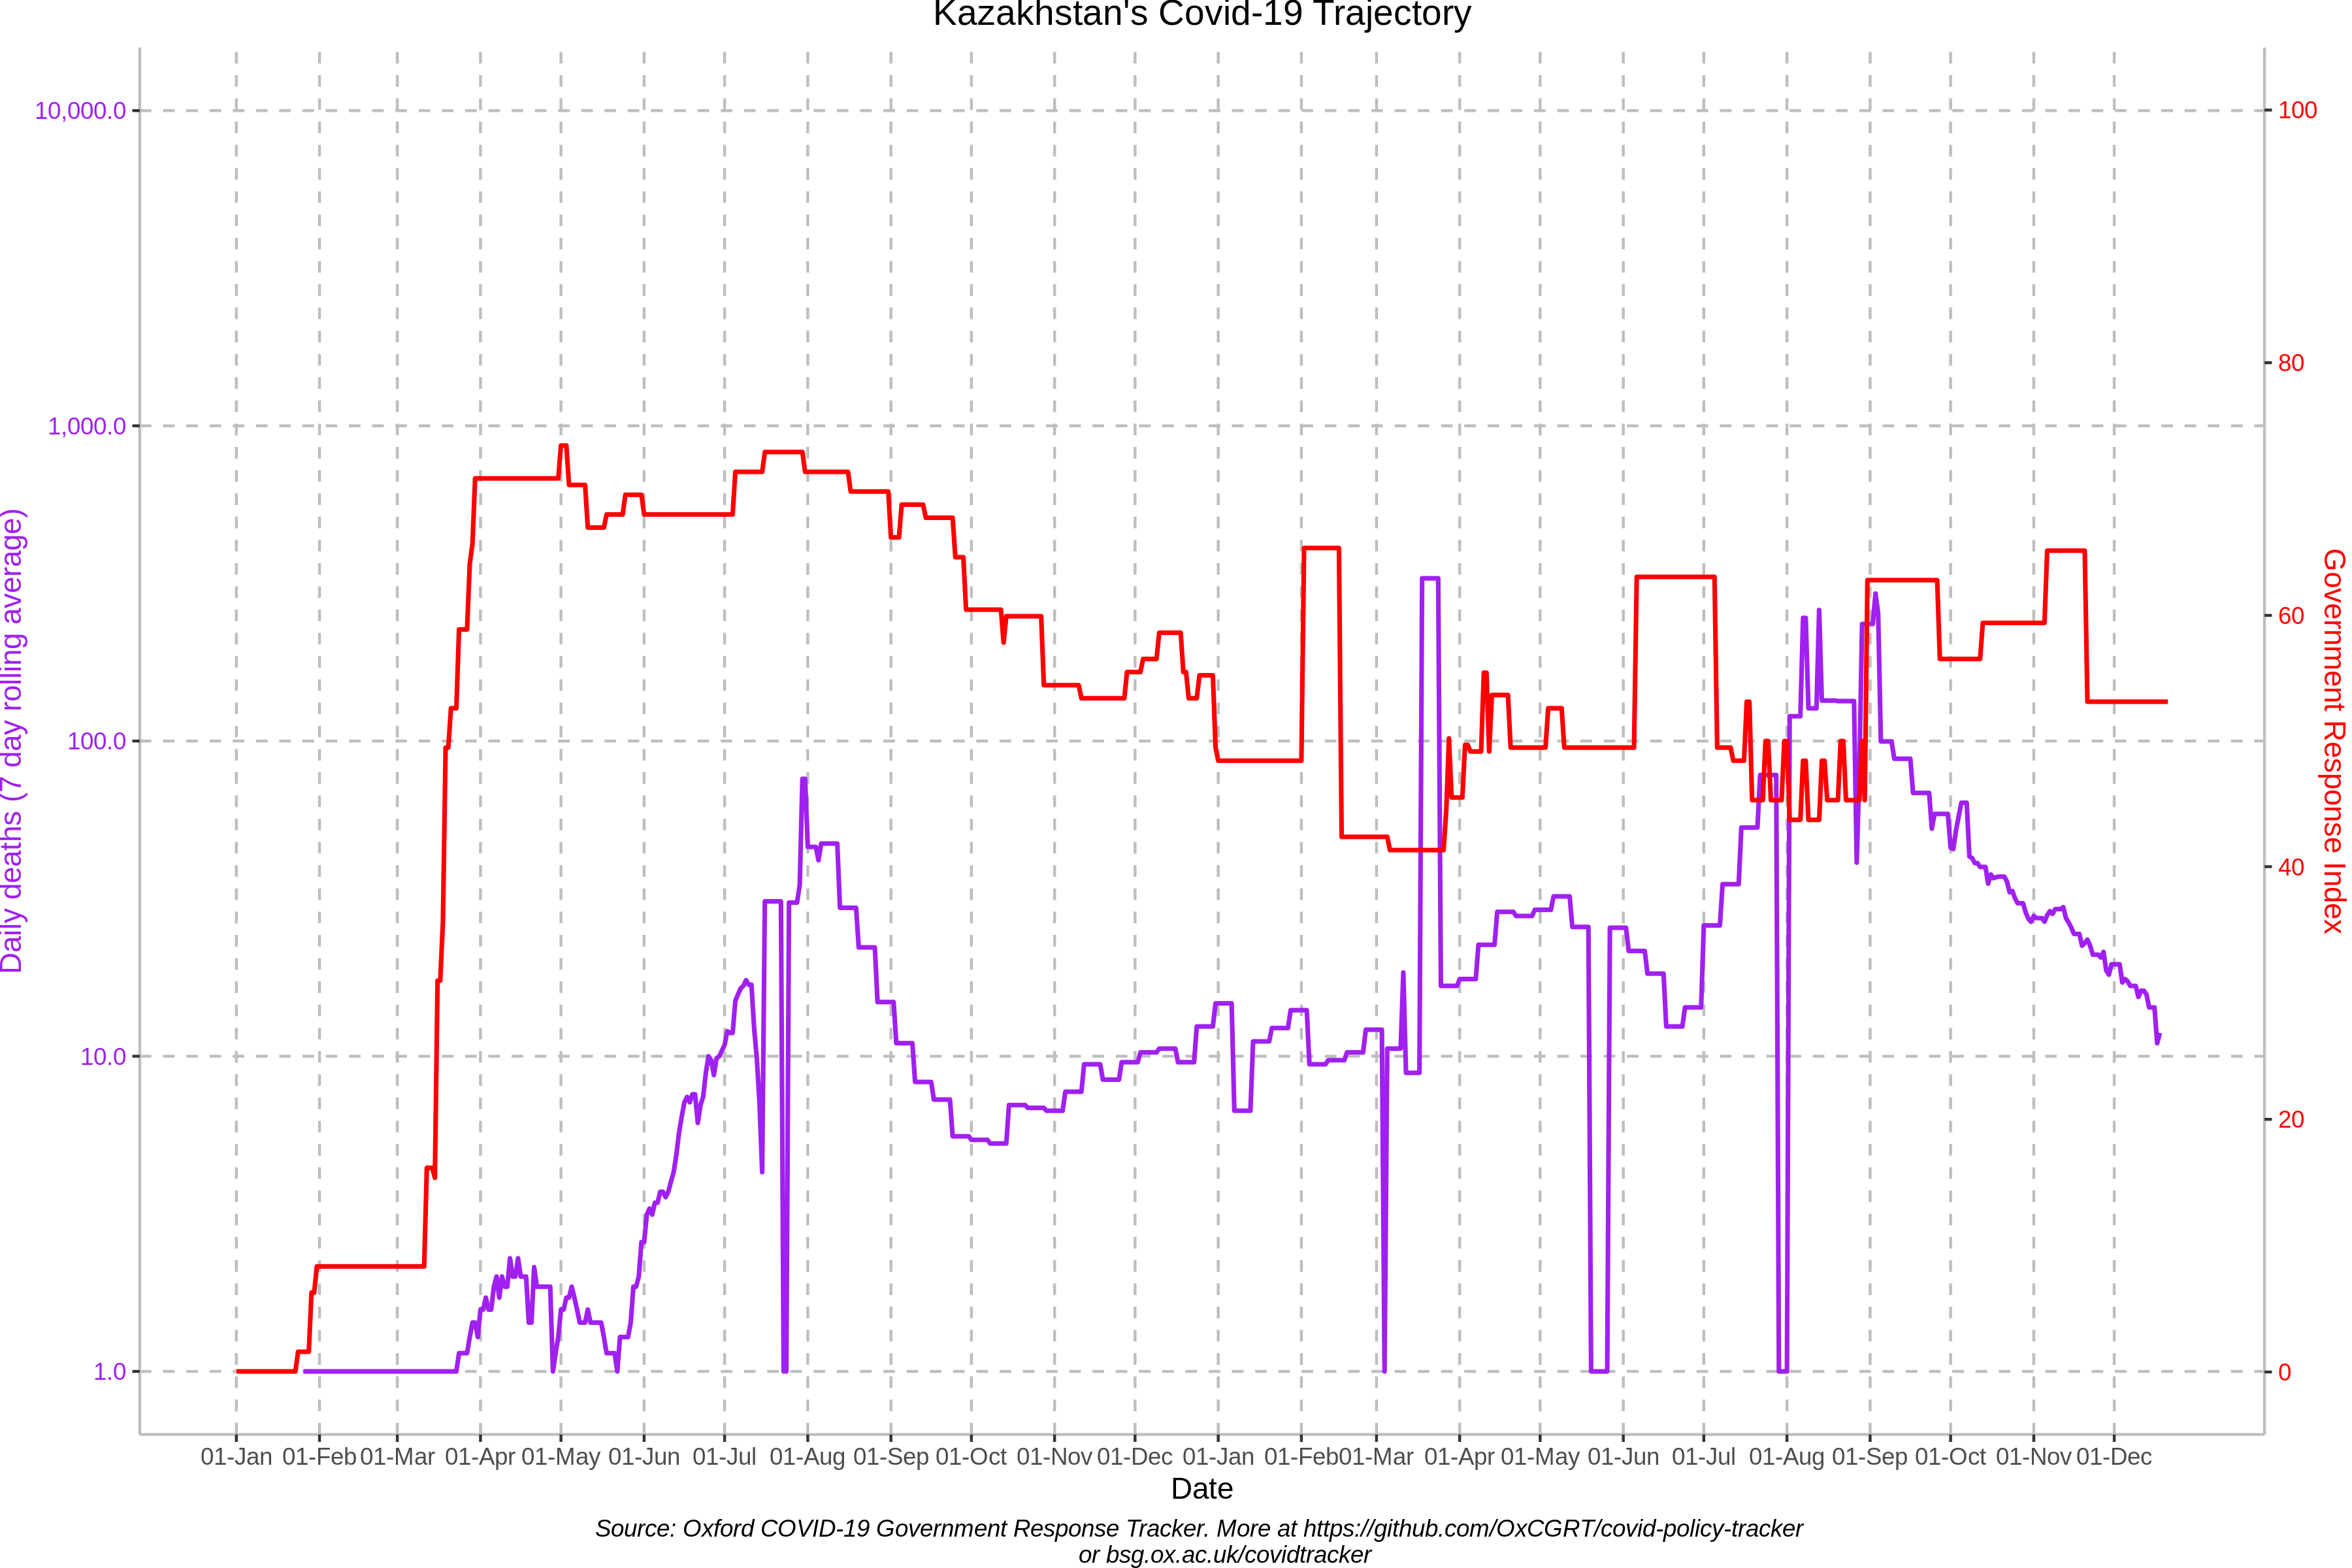 Kazakhstan's Covid-19 Trajectory
10,000.0
1,000.0
100.0
10.0
1.0
Daily deaths (7 day rolling average)
100
80
60
40
20
0
Government Response Index
01-Jan 01-Feb 01-Mar 01-Apr 01-May 01-Jun 01-Jul 01-Aug 01-Sep 01-Oct 01-Nov 01-Dec 01-Jan 01-Feb 01-Mar 01-Apr 01-May 01-Jun 01-Jul 01-Aug 01-Sep 01-Oct 01-Nov 01-Dec
Date
Source: Oxford COVID-19 Government Response Tracker. More at https://github.com/OxCGRT/covid-policy-tracker
or bsg.ox.ac.uk/covidtracker